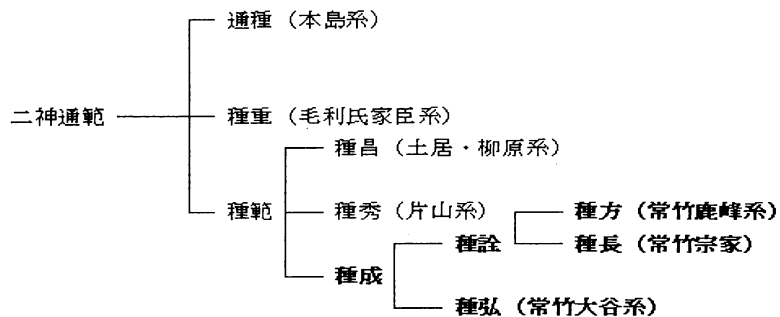 通種（本島系）
二神通範 種重（毛利氏家臣系）
種昌（土居・柳原系）
種範 種秀（片山系） 種方（常竹鹿峰系）
種詮 種長（常竹宗家）
種成
種弘（常竹大谷系）